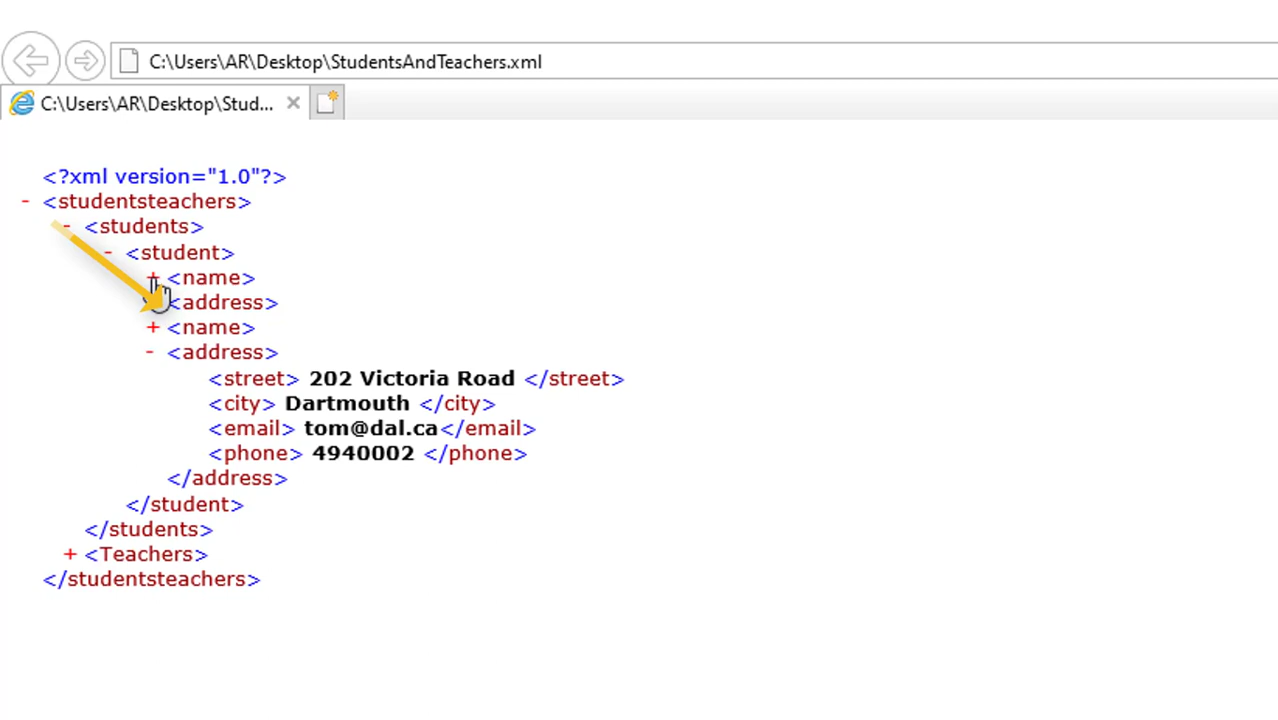 C:\Users\AR\Desktop\StudentsAndTeachers.xml
C:\Users\AR\Desktop\Stud...
<?xml version="1.0"?>
- <studentsteachers>
- <students>
- <student>
+ <name>
<address>
+ <name>
- <address>
<street> 202 Victoria Road </street>
<city> Dartmouth </city>
<email> tom@dal.ca</email>
<phone> 4940002 </phone>
</address>
</student>
</students>
+ <Teachers>
</studentsteachers>